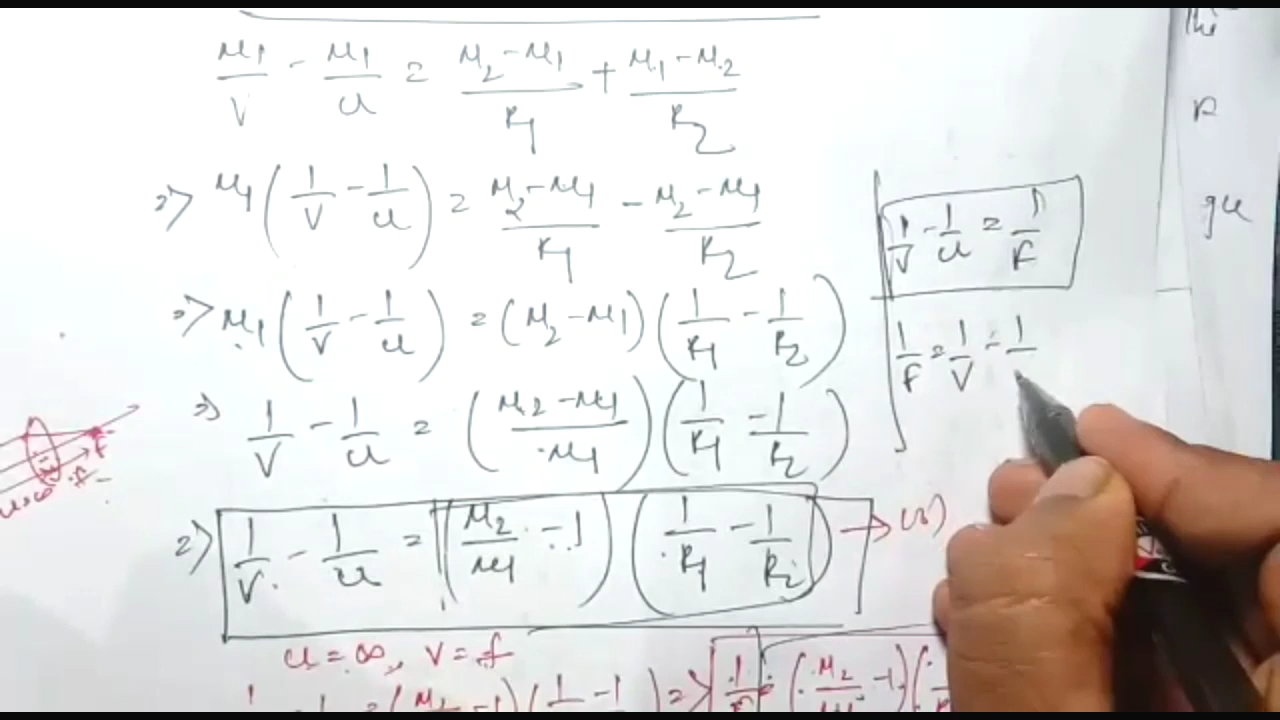 μ1/v - μ1/u = μ2-μ1/R1 + μ1-μ2/R2
=> μ1(1/v - 1/u) = μ2-μ1/R1 - μ2-μ1/R2
=> μ1(1/v - 1/u) = (μ2-μ1)(1/R1 - 1/R2)
=> 1/v - 1/u = (μ2-μ1/μ1)(1/R1 - 1/R2)
=> 1/v - 1/u = (μ2/μ1 - 1)(1/R1 - 1/R2) → (3)
u = ∞, v = f
1/v - 1/u = 1/F
1/F = 1/v - 1
F
f
u=∞